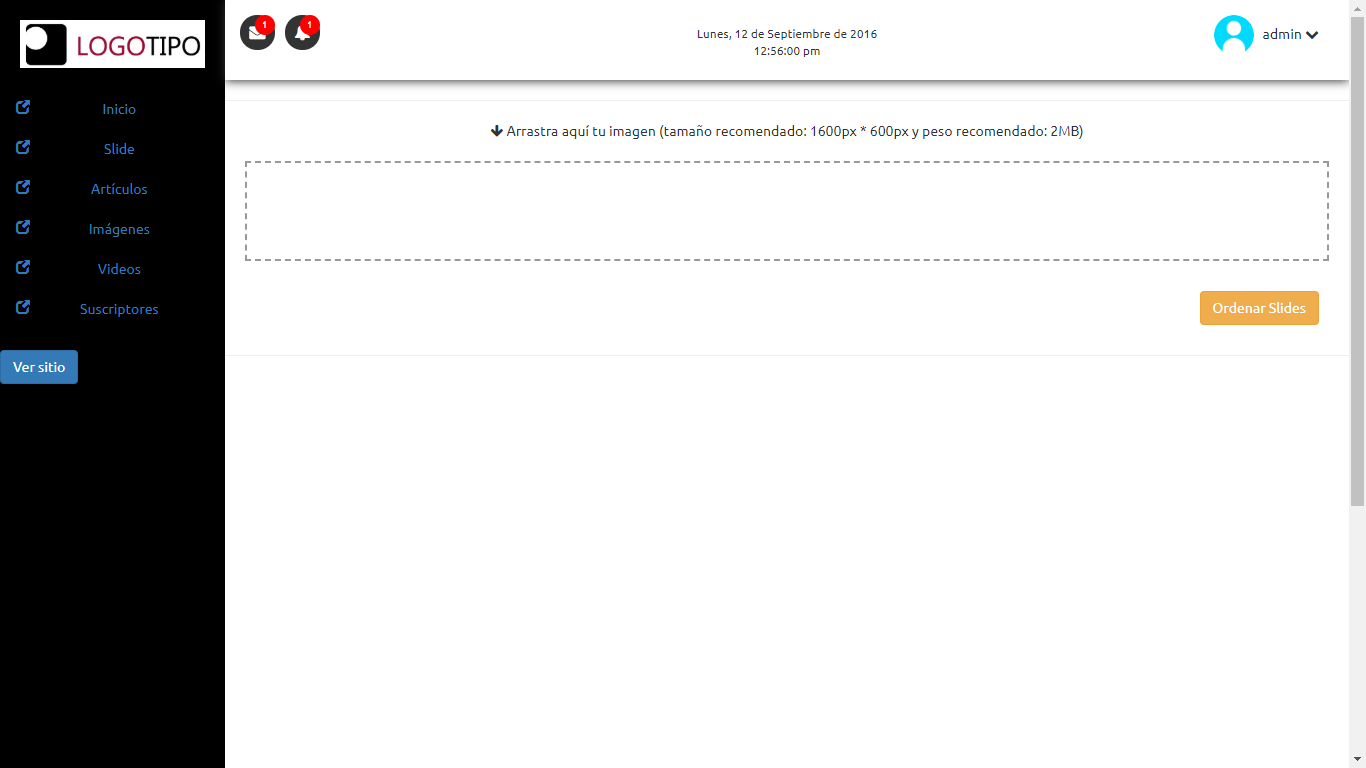 LOGOTIPO
Inicio
Slide
Artículos
Imágenes
Videos
Suscriptores
Ver sitio
1
1
Lunes, 12 de Septiembre de 2016
12:56:00 pm
admin
Arrastra aquí tu imagen (tamaño recomendado: 1600px * 600px y peso recomendado: 2MB)
Ordenar Slides